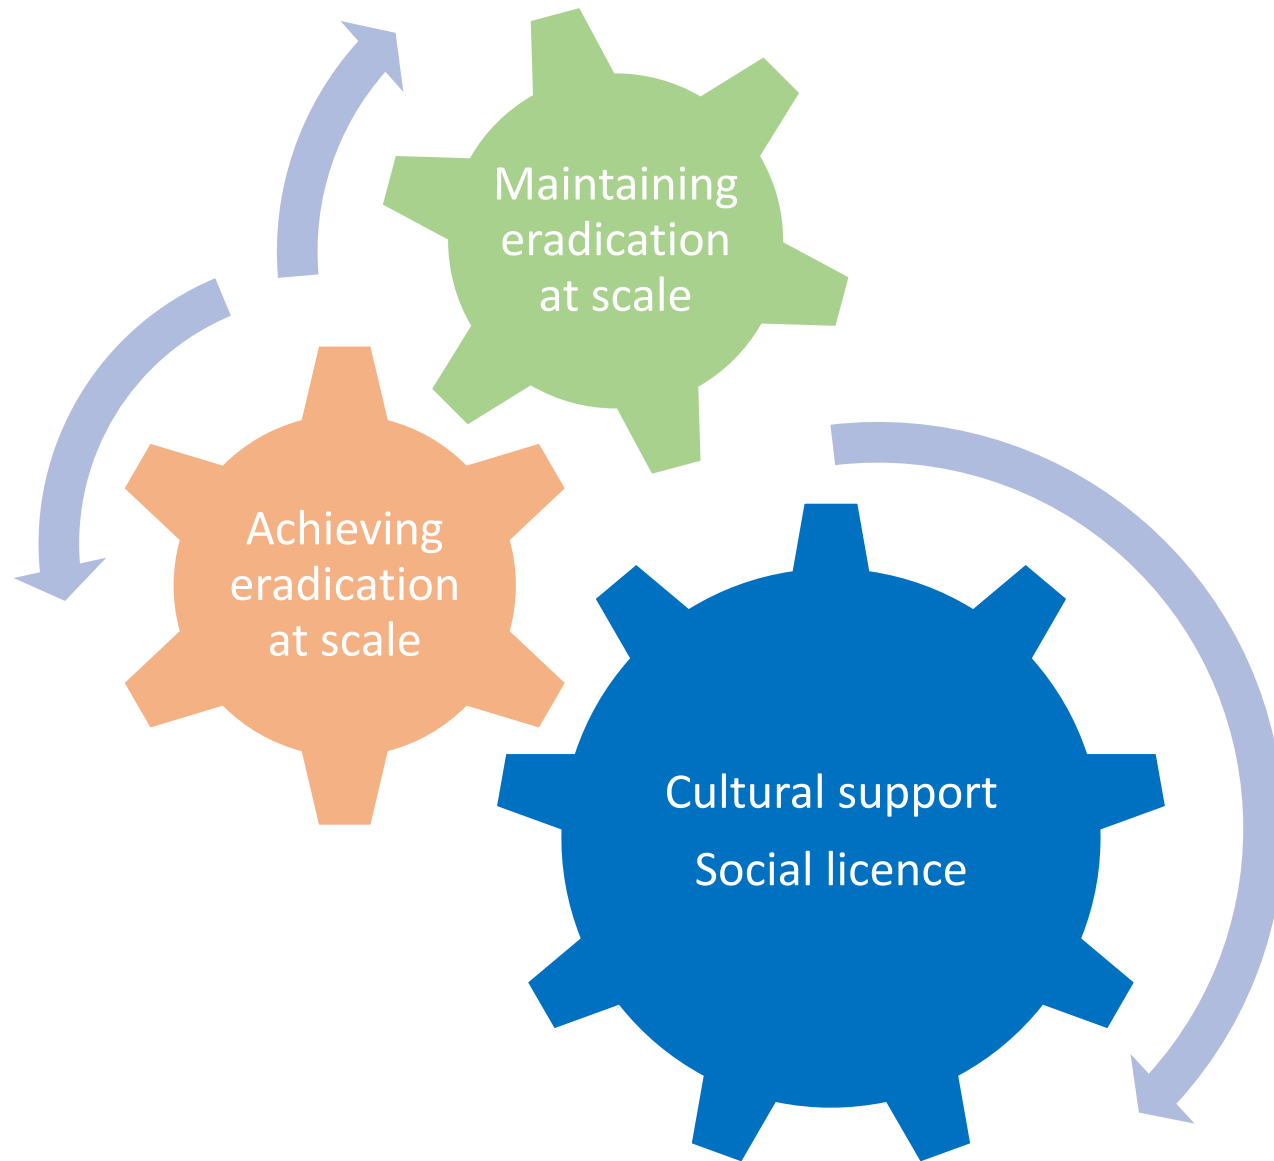 Maintaining
eradication
at scale
Achieving
eradication
at scale
Cultural support
Social licence